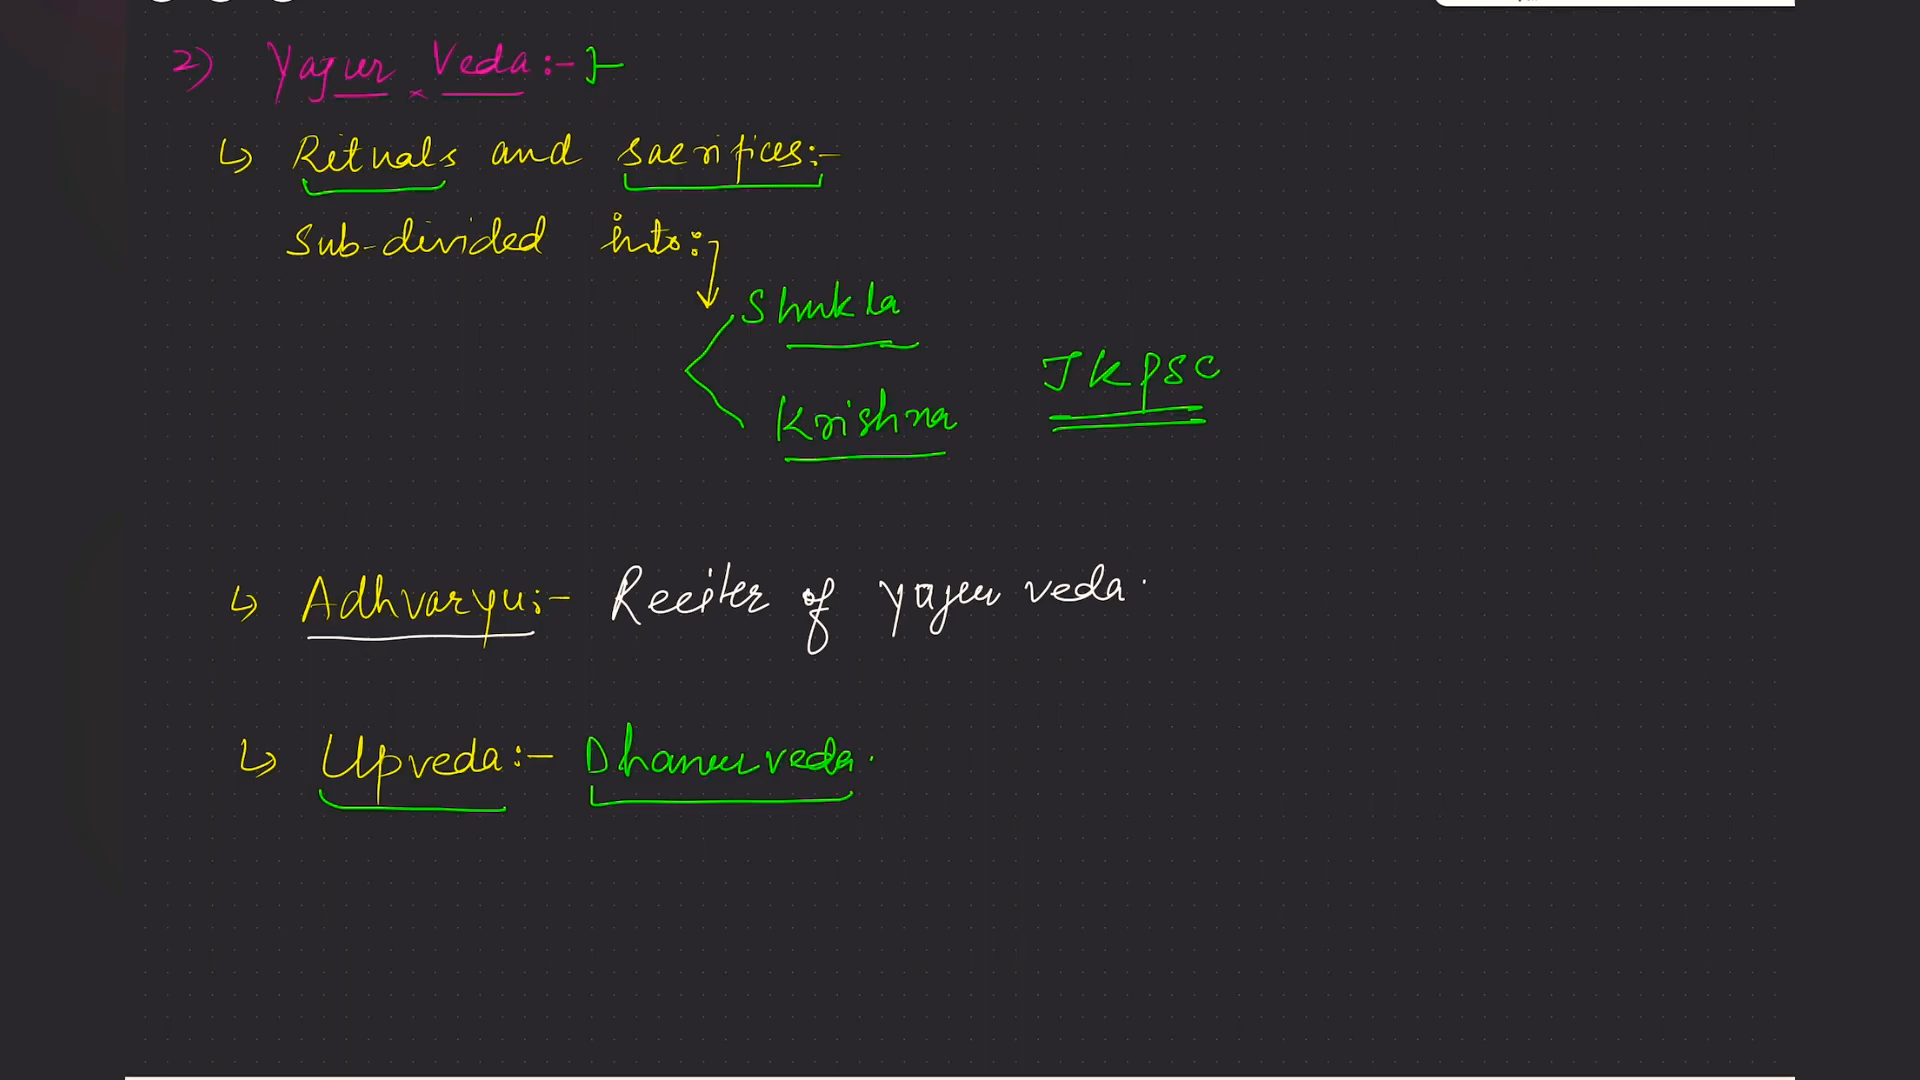 2) Yajur Veda:-
↳ Rituals and sacrifices:-
Sub-divided into:
Shukla
Krishna
JKPSC
↳ Adhvaryu:- Reciter of yajur veda.
↳ Upveda:- Dhanurveda.